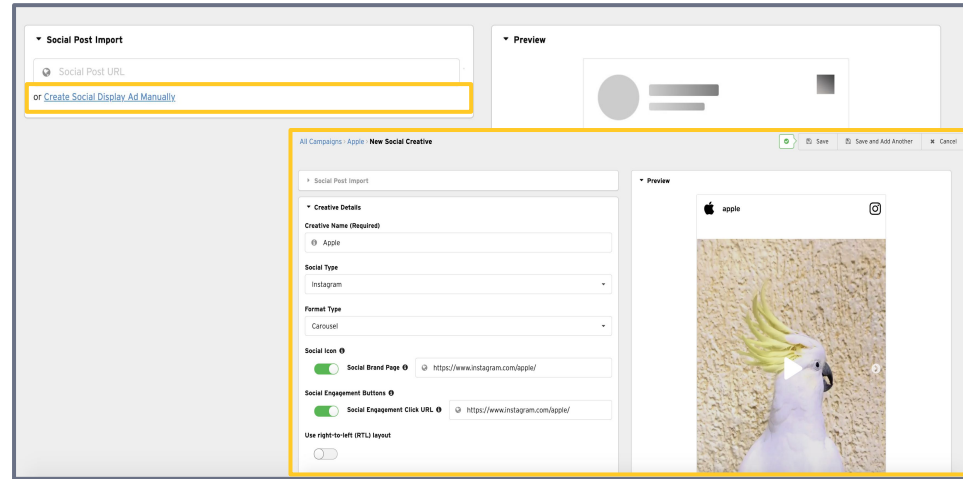 Social Post Import
Preview
Social Post URL
or Create Social Display Ad Manually
All Campaigns › Apple › New Social Creative
Save
Save and Add Another
Cancel
Social Post Import
Preview
Creative Details
apple
Creative Name (Required)
Apple
Social Type
Instagram
Format Type
Carousel
Social Icon
Social Brand Page
https://www.instagram.com/apple/
Social Engagement Buttons
Social Engagement Click URL
https://www.instagram.com/apple/
Use right-to-left (RTL) layout